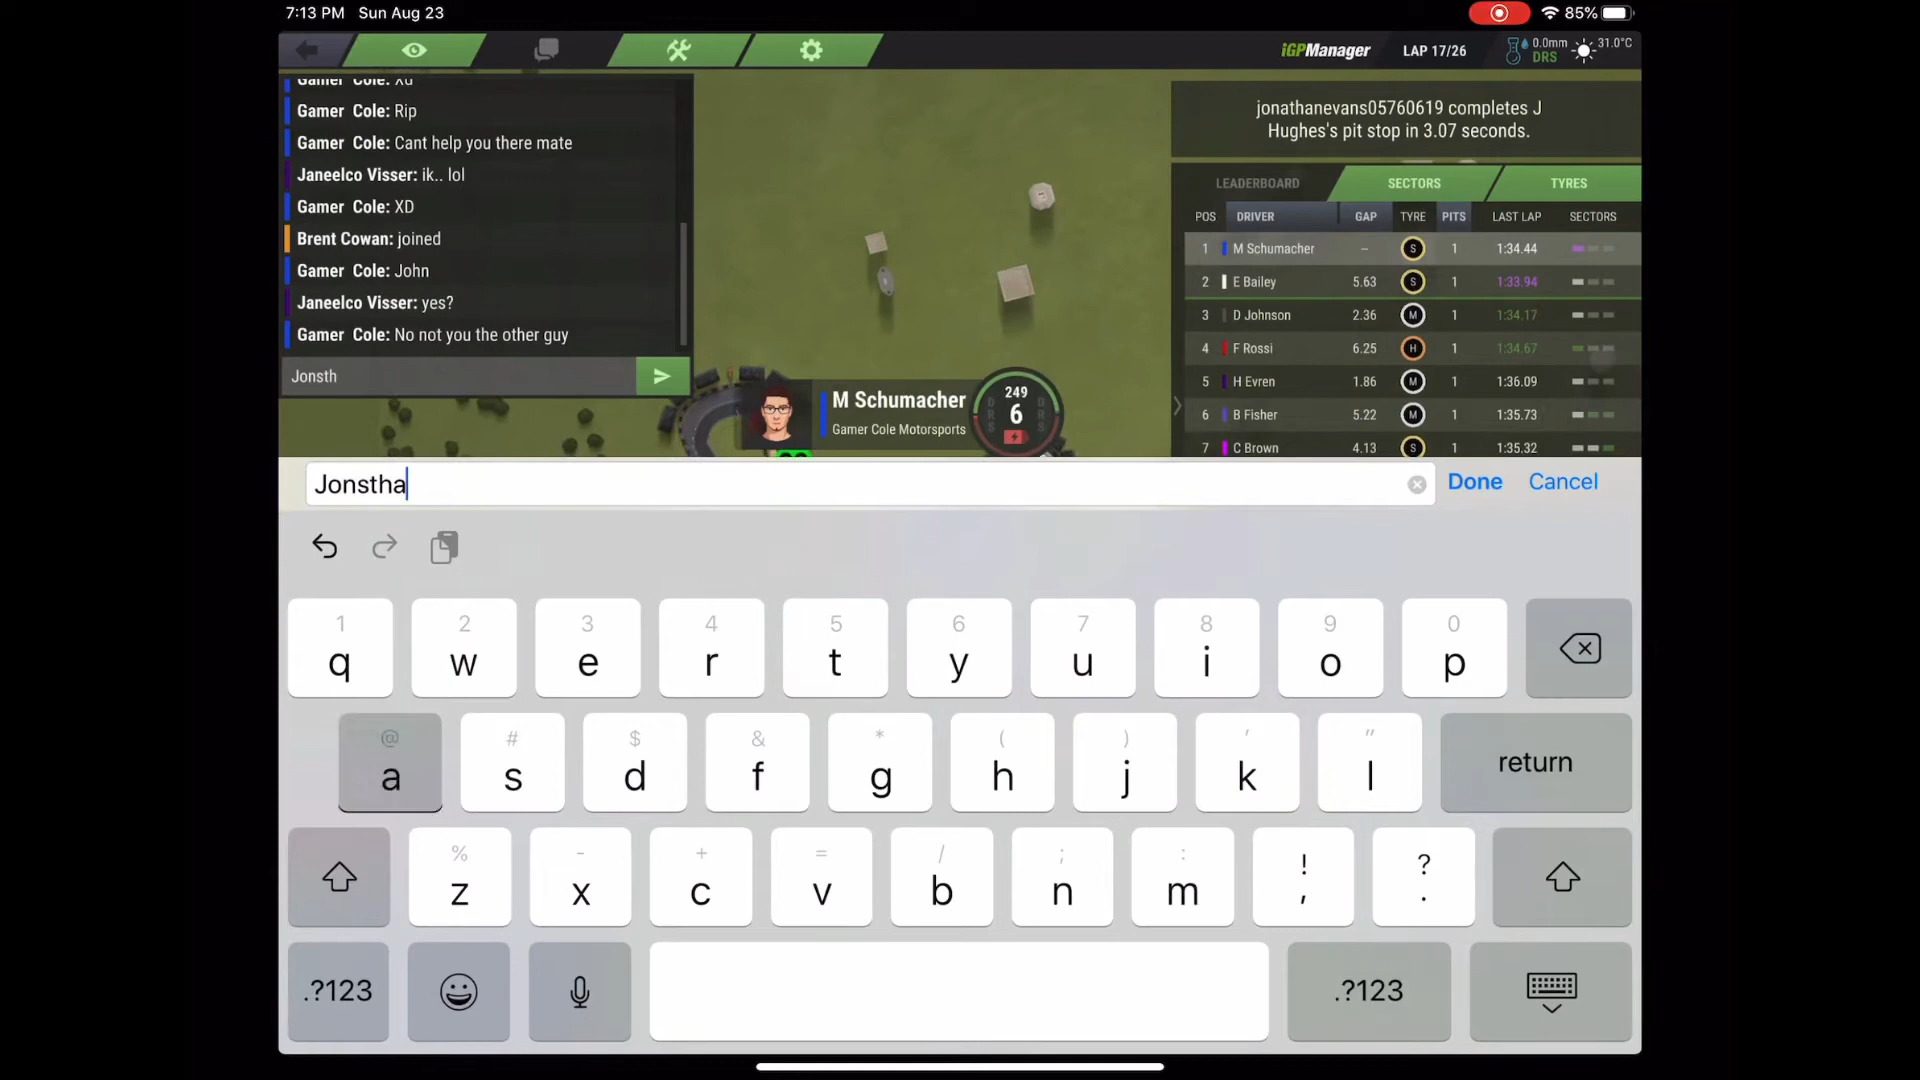 7:13 PM Sun Aug 23
85%
iGPManager LAP 17/26 0.0mm DRS 31.0°C
Gamer Cole: Xd
Gamer Cole: Rip
Gamer Cole: Cant help you there mate
Janeelco Visser: ik.. lol
Gamer Cole: XD
Brent Cowan: joined
Gamer Cole: John
Janeelco Visser: yes?
Gamer Cole: No not you the other guy
Jonsth
jonathanevans05760619 completes J
Hughes's pit stop in 3.07 seconds.
LEADERBOARD SECTORS TYRES
POS DRIVER GAP TYRE PITS LAST LAP SECTORS
1 M Schumacher – S 1 1:34.44
2 E Bailey 5.63 S 1 1:33.94
3 D Johnson 2.36 M 1 1:34.17
4 F Rossi 6.25 H 1 1:34.67
5 H Evren 1.86 M 1 1:36.09
6 B Fisher 5.22 M 1 1:35.73
7 C Brown 4.13 S 1 1:35.32
M Schumacher
Gamer Cole Motorsports
249
6
DRS DRS
Jonstha Done Cancel
1 2 3 4 5 6 7 8 9 0
q w e r t y u i o p
@ # $ & * ( ) ' "
a s d f g h j k l return
% - + = / ; : ! ?
z x c v b n m , .
.?123 .?123